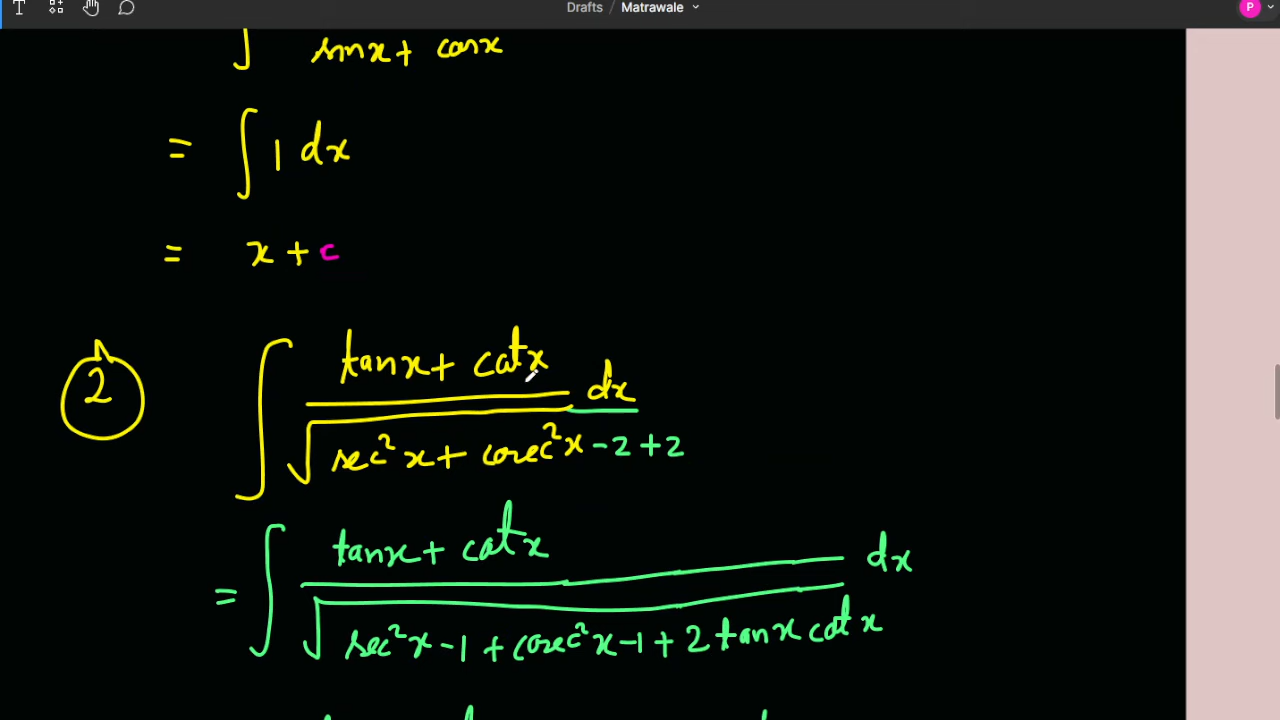 Drafts / Matrawale
P
∫ sinx + cosx
= ∫ 1 dx
= x + c
2 ∫ (tanx + cotx) / √(sec²x + cosec²x - 2 + 2) dx
= ∫ (tanx + cotx) / √(sec²x - 1 + cosec²x - 1 + 2 tanx cotx) dx